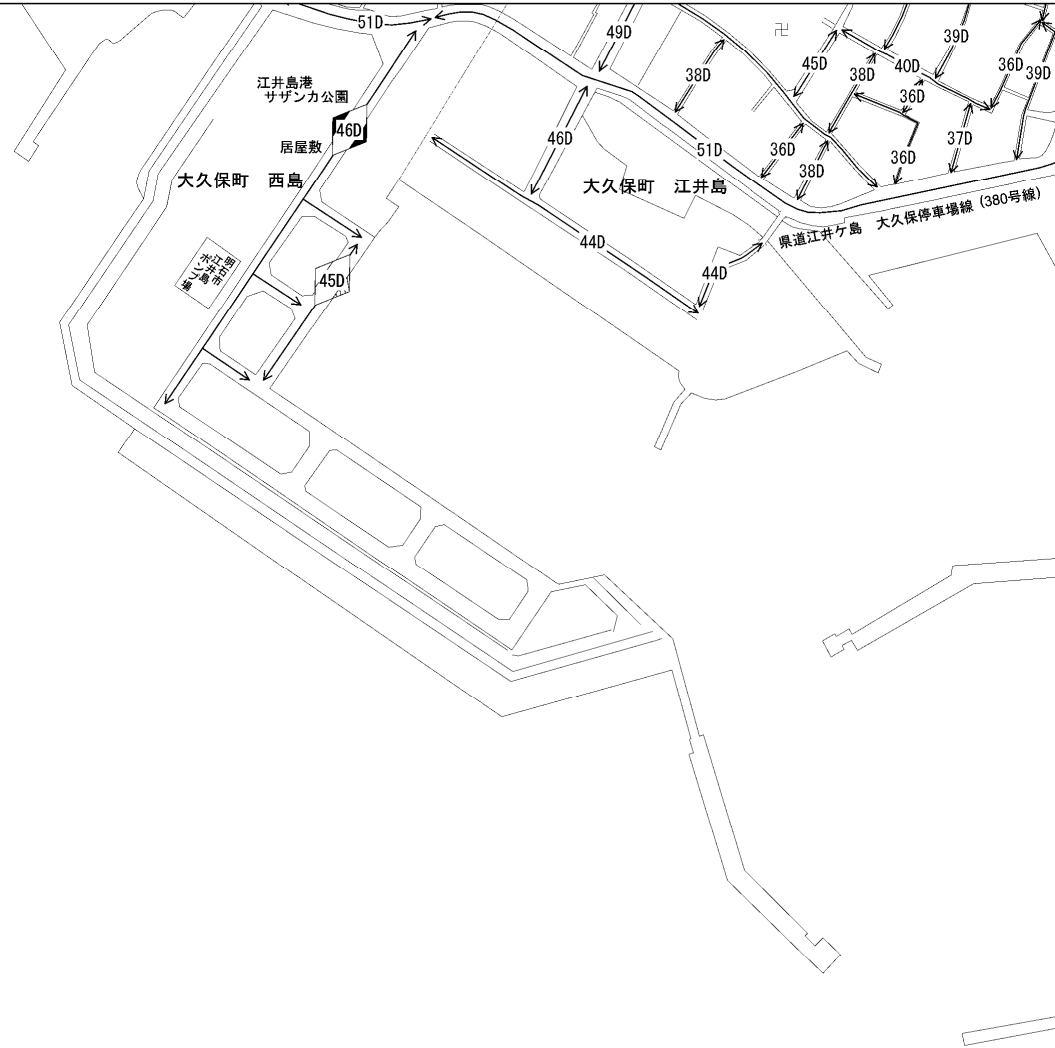 51D
49D
39D
40D
36D
39D
38D
45D
38D
36D
江井島港
サザンカ公園
46D
居屋敷
46D
51D
36D
38D
36D
37D
大久保町 西島
大久保町 江井島
県道江井ケ島 大久保停車場線 (380号線)
44D
44D
明石市
江井島
ポンプ場
45D